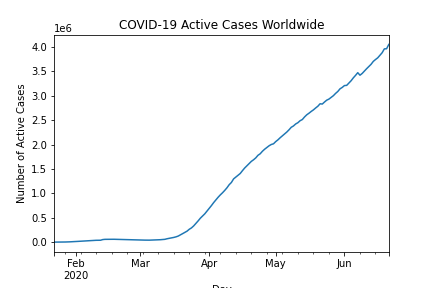 COVID-19 Active Cases Worldwide
1e6
4.0
3.5
3.0
2.5
2.0
1.5
1.0
0.5
0.0
Number of Active Cases
Feb Mar Apr May Jun
2020